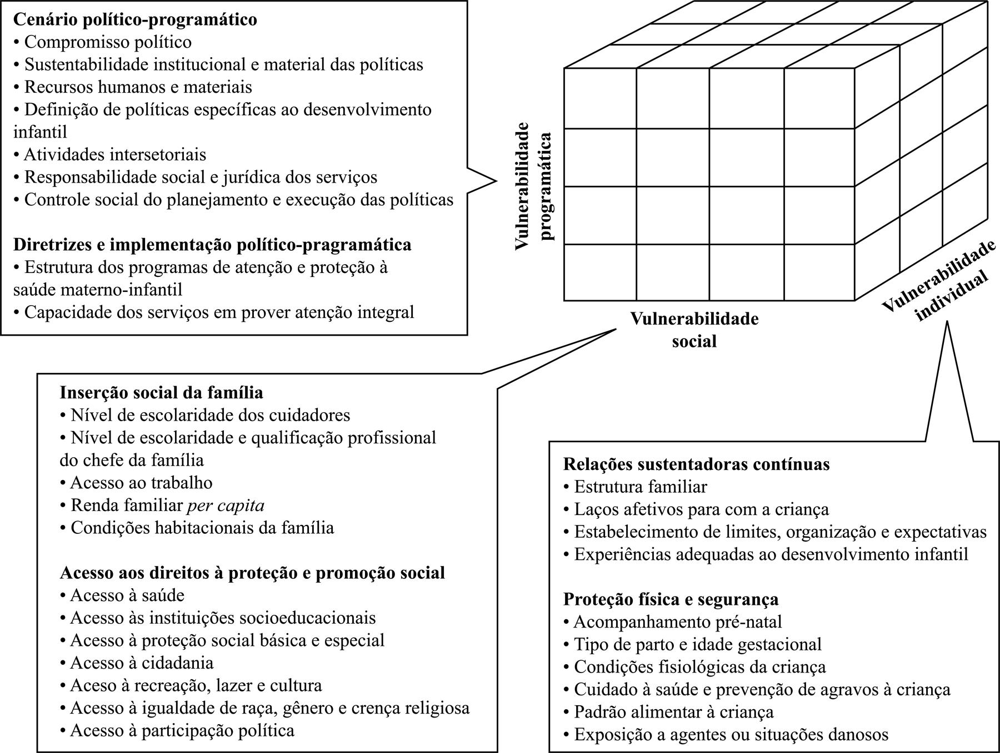 Cenário político-programático
• Compromisso político
• Sustentabilidade institucional e material das políticas
• Recursos humanos e materiais
• Definição de políticas específicas ao desenvolvimento
infantil
• Atividades intersetoriais
• Responsabilidade social e jurídica dos serviços
• Controle social do planejamento e execução das políticas
Diretrizes e implementação político-pragramática
• Estrutura dos programas de atenção e proteção à
saúde materno-infantil
• Capacidade dos serviços em prover atenção integral
Vulnerabilidade
programática
Vulnerabilidade
social
Vulnerabilidade
individual
Inserção social da família
• Nível de escolaridade dos cuidadores
• Nível de escolaridade e qualificação profissional
do chefe da família
• Acesso ao trabalho
• Renda familiar per capita
• Condições habitacionais da família
Acesso aos direitos à proteção e promoção social
• Acesso à saúde
• Acesso às instituições socioeducacionais
• Acesso à proteção social básica e especial
• Acesso à cidadania
• Aceso à recreação, lazer e cultura
• Acesso à igualdade de raça, gênero e crença religiosa
• Acesso à participação política
Relações sustentadoras contínuas
• Estrutura familiar
• Laços afetivos para com a criança
• Estabelecimento de limites, organização e expectativas
• Experiências adequadas ao desenvolvimento infantil
Proteção física e segurança
• Acompanhamento pré-natal
• Tipo de parto e idade gestacional
• Condições fisiológicas da criança
• Cuidado à saúde e prevenção de agravos à criança
• Padrão alimentar à criança
• Exposição a agentes ou situações danosos